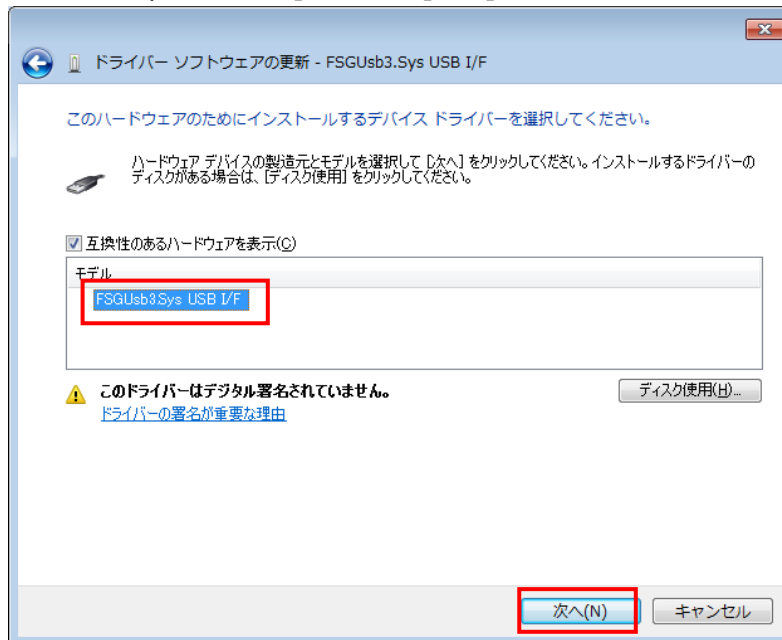 ドライバー ソフトウェアの更新 - FSGUsb3.Sys USB I/F
このハードウェアのためにインストールするデバイス ドライバーを選択してください。
ハードウェア デバイスの製造元とモデルを選択して [次へ] をクリックしてください。インストールするドライバーの
ディスクがある場合は、[ディスク使用] をクリックしてください。
互換性のあるハードウェアを表示(C)
モデル
FSGUsb3.Sys USB I/F
このドライバーはデジタル署名されていません。
ディスク使用(H)...
ドライバーの署名が重要な理由
次へ(N)
キャンセル